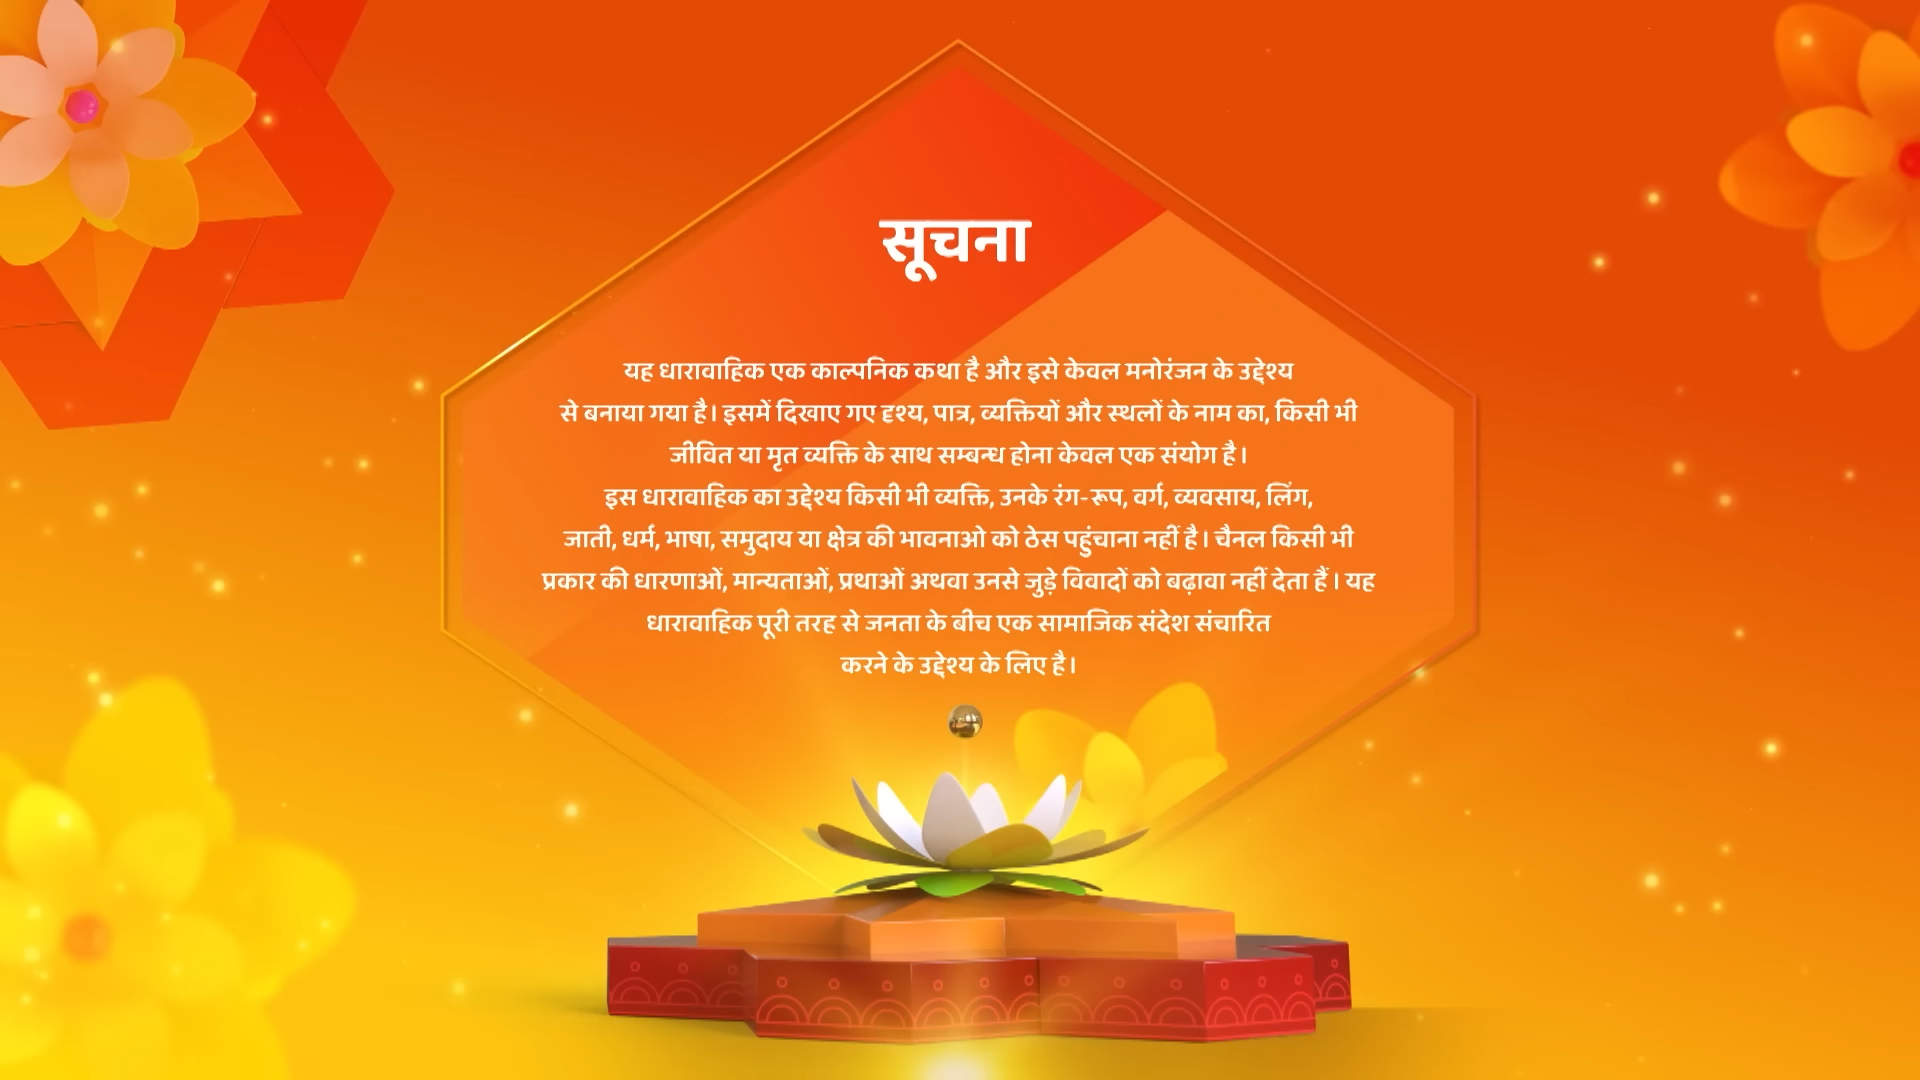 सूचना
यह धारावाहिक एक काल्पनिक कथा है और इसे केवल मनोरंजन के उद्देश्य
से बनाया गया है। इसमें दिखाए गए दृश्य, पात्र, व्यक्तियों और स्थलों के नाम का, किसी भी
जीवित या मृत व्यक्ति के साथ सम्बन्ध होना केवल एक संयोग है।
इस धारावाहिक का उद्देश्य किसी भी व्यक्ति, उनके रंग-रूप, वर्ग, व्यवसाय, लिंग,
जाती, धर्म, भाषा, समुदाय या क्षेत्र की भावनाओ को ठेस पहुंचाना नहीं है। चैनल किसी भी
प्रकार की धारणाओं, मान्यताओं, प्रथाओं अथवा उनसे जुड़े विवादों को बढ़ावा नहीं देता हैं। यह
धारावाहिक पूरी तरह से जनता के बीच एक सामाजिक संदेश संचारित
करने के उद्देश्य के लिए है।